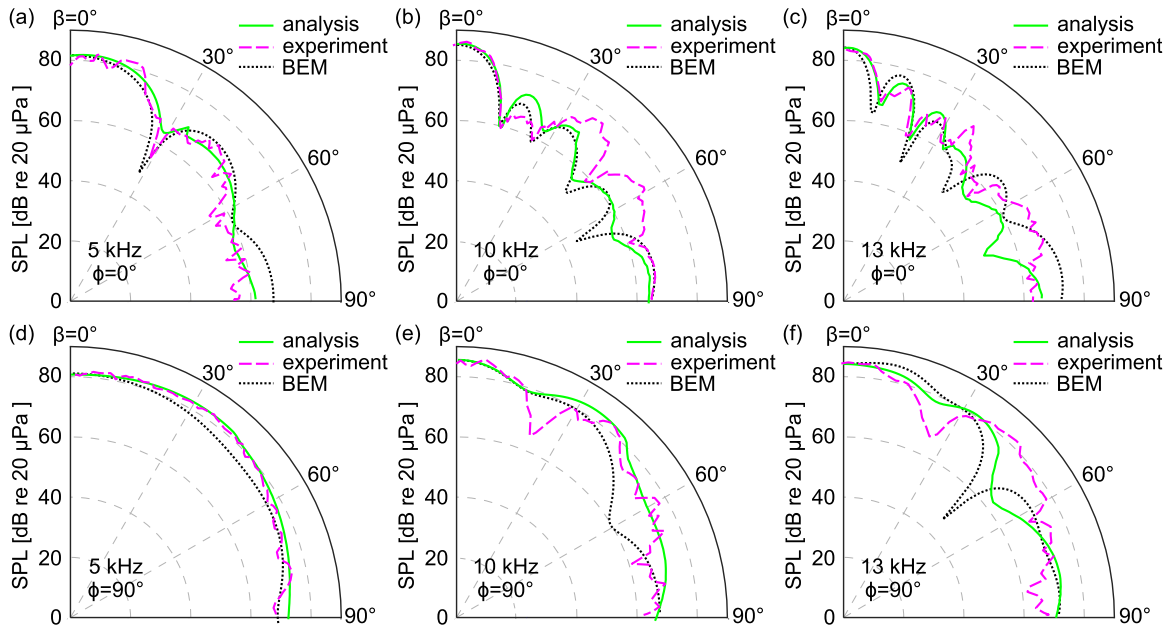 (a) β=0°
analysis
experiment
BEM
30°
60°
90°
80
60
40
20
0
SPL [dB re 20 µPa]
5 kHz
ϕ=0°
(b) β=0°
analysis
experiment
BEM
30°
60°
90°
80
60
40
20
0
SPL [dB re 20 µPa]
10 kHz
ϕ=0°
(c) β=0°
analysis
experiment
BEM
30°
60°
90°
80
60
40
20
0
SPL [dB re 20 µPa]
13 kHz
ϕ=0°
(d) β=0°
analysis
experiment
BEM
30°
60°
90°
80
60
40
20
0
SPL [dB re 20 µPa]
5 kHz
ϕ=90°
(e) β=0°
analysis
experiment
BEM
30°
60°
90°
80
60
40
20
0
SPL [dB re 20 µPa]
10 kHz
ϕ=90°
(f) β=0°
analysis
experiment
BEM
30°
60°
90°
80
60
40
20
0
SPL [dB re 20 µPa]
13 kHz
ϕ=90°